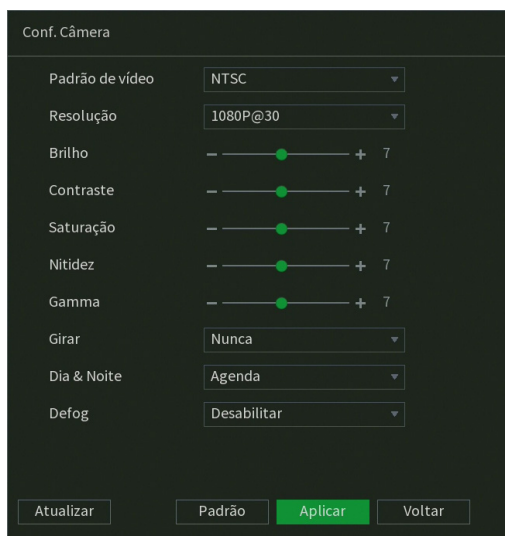 Conf. Câmera
Padrão de vídeo NTSC
Resolução 1080P@30
Brilho 7
Contraste 7
Saturação 7
Nitidez 7
Gamma 7
Girar Nunca
Dia & Noite Agenda
Defog Desabilitar
Atualizar Padrão Aplicar Voltar